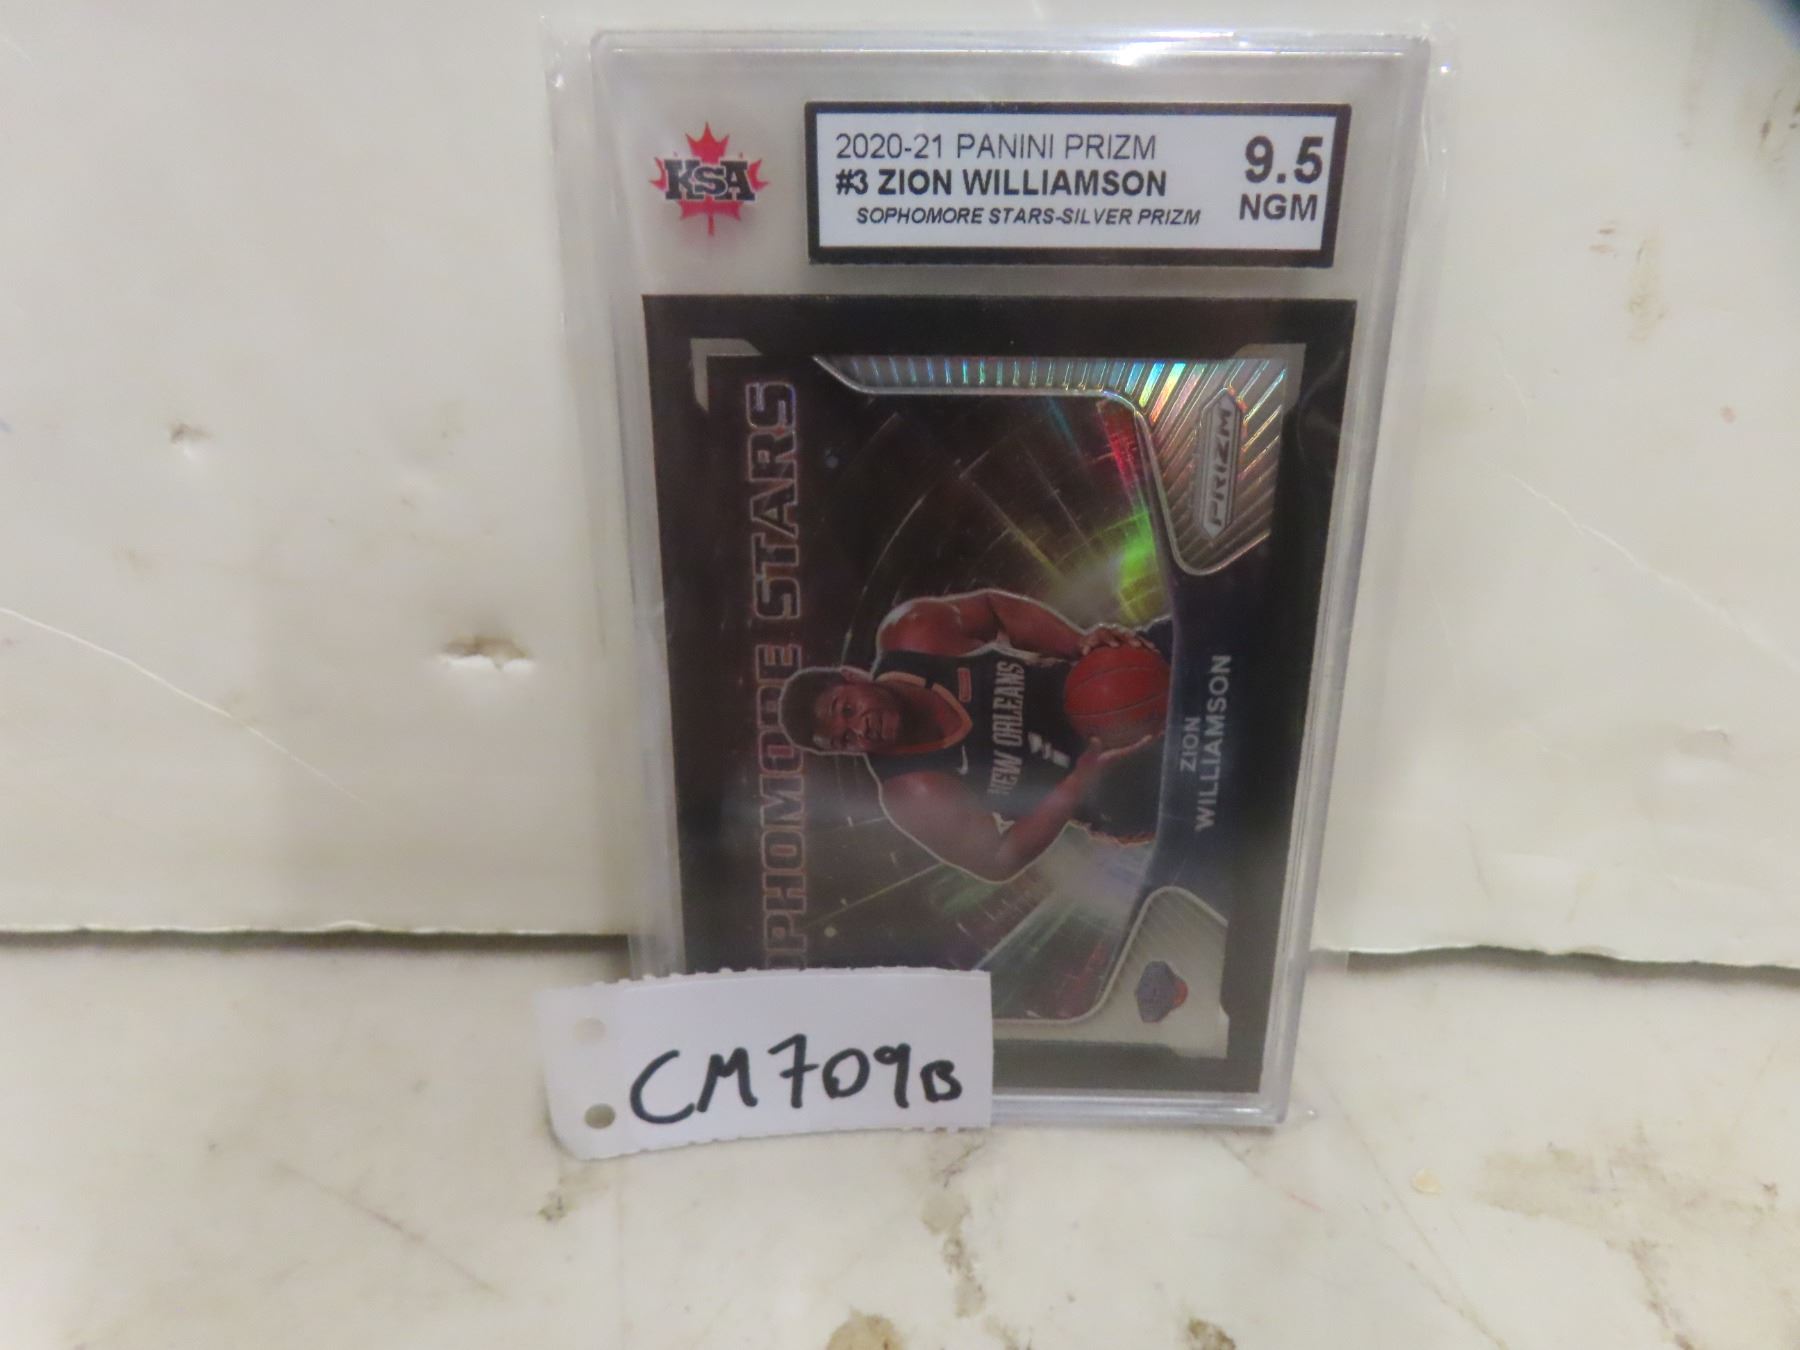 KSA
2020-21 PANINI PRIZM
#3 ZION WILLIAMSON
SOPHOMORE STARS-SILVER PRIZM
9.5
NGM
PRIZM
OPHOMORE STARS
NEW ORLEANS
1
ZION
WILLIAMSON
CM709B